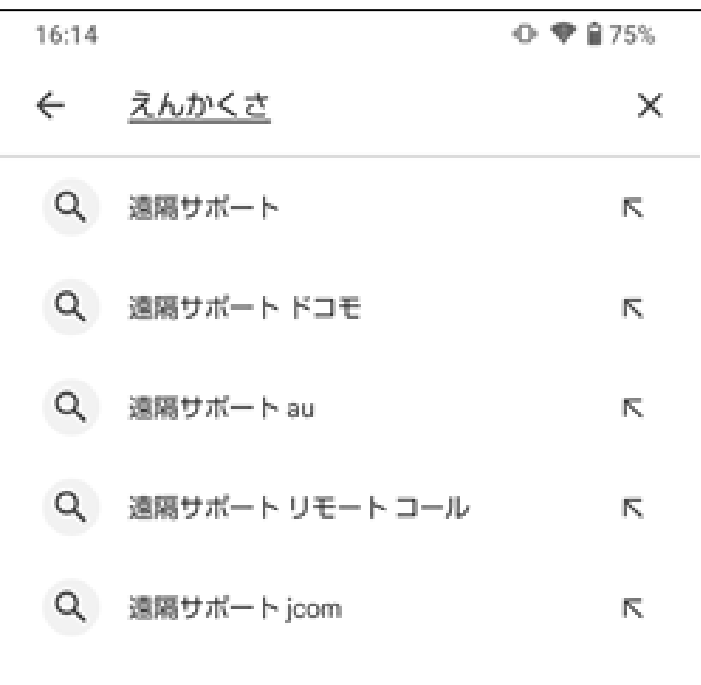 16:14 75%
えんかくさ
遠隔サポート
遠隔サポート ドコモ
遠隔サポート au
遠隔サポート リモート コール
遠隔サポート jcom